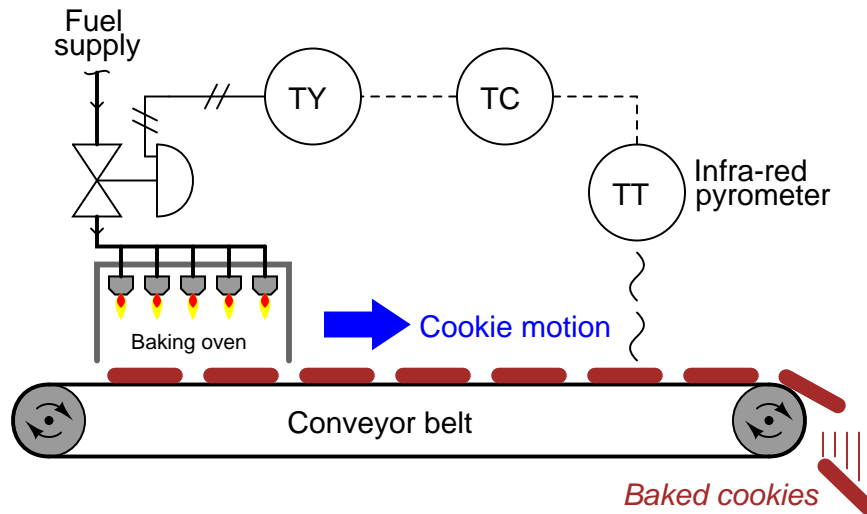 Fuel
supply
TY
TC
TT
Infra-red
pyrometer
Baking oven
Cookie motion
Conveyor belt
Baked cookies